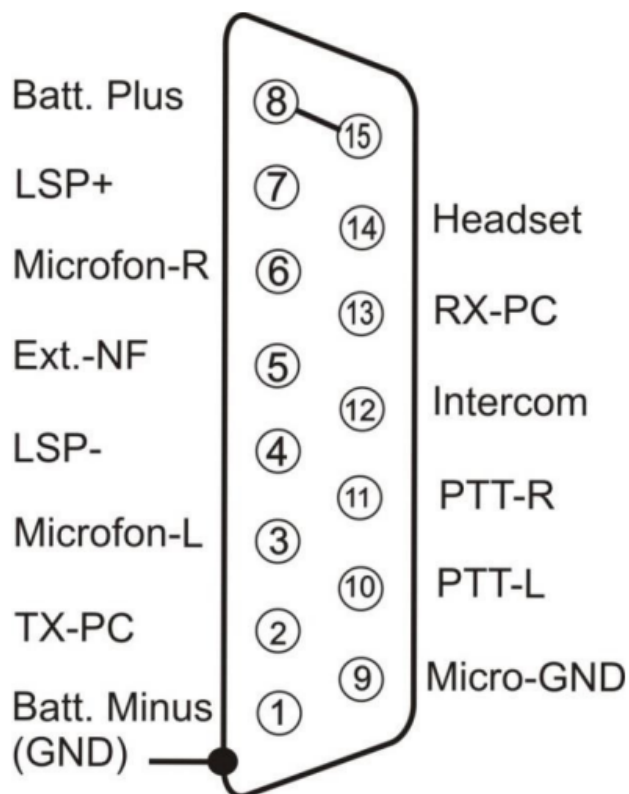 Batt. Plus
8
15
LSP+
7
14
Headset
Microfon-R
6
13
RX-PC
Ext.-NF
5
12
Intercom
LSP-
4
11
PTT-R
Microfon-L
3
10
PTT-L
TX-PC
2
9
Micro-GND
Batt. Minus
(GND)
1